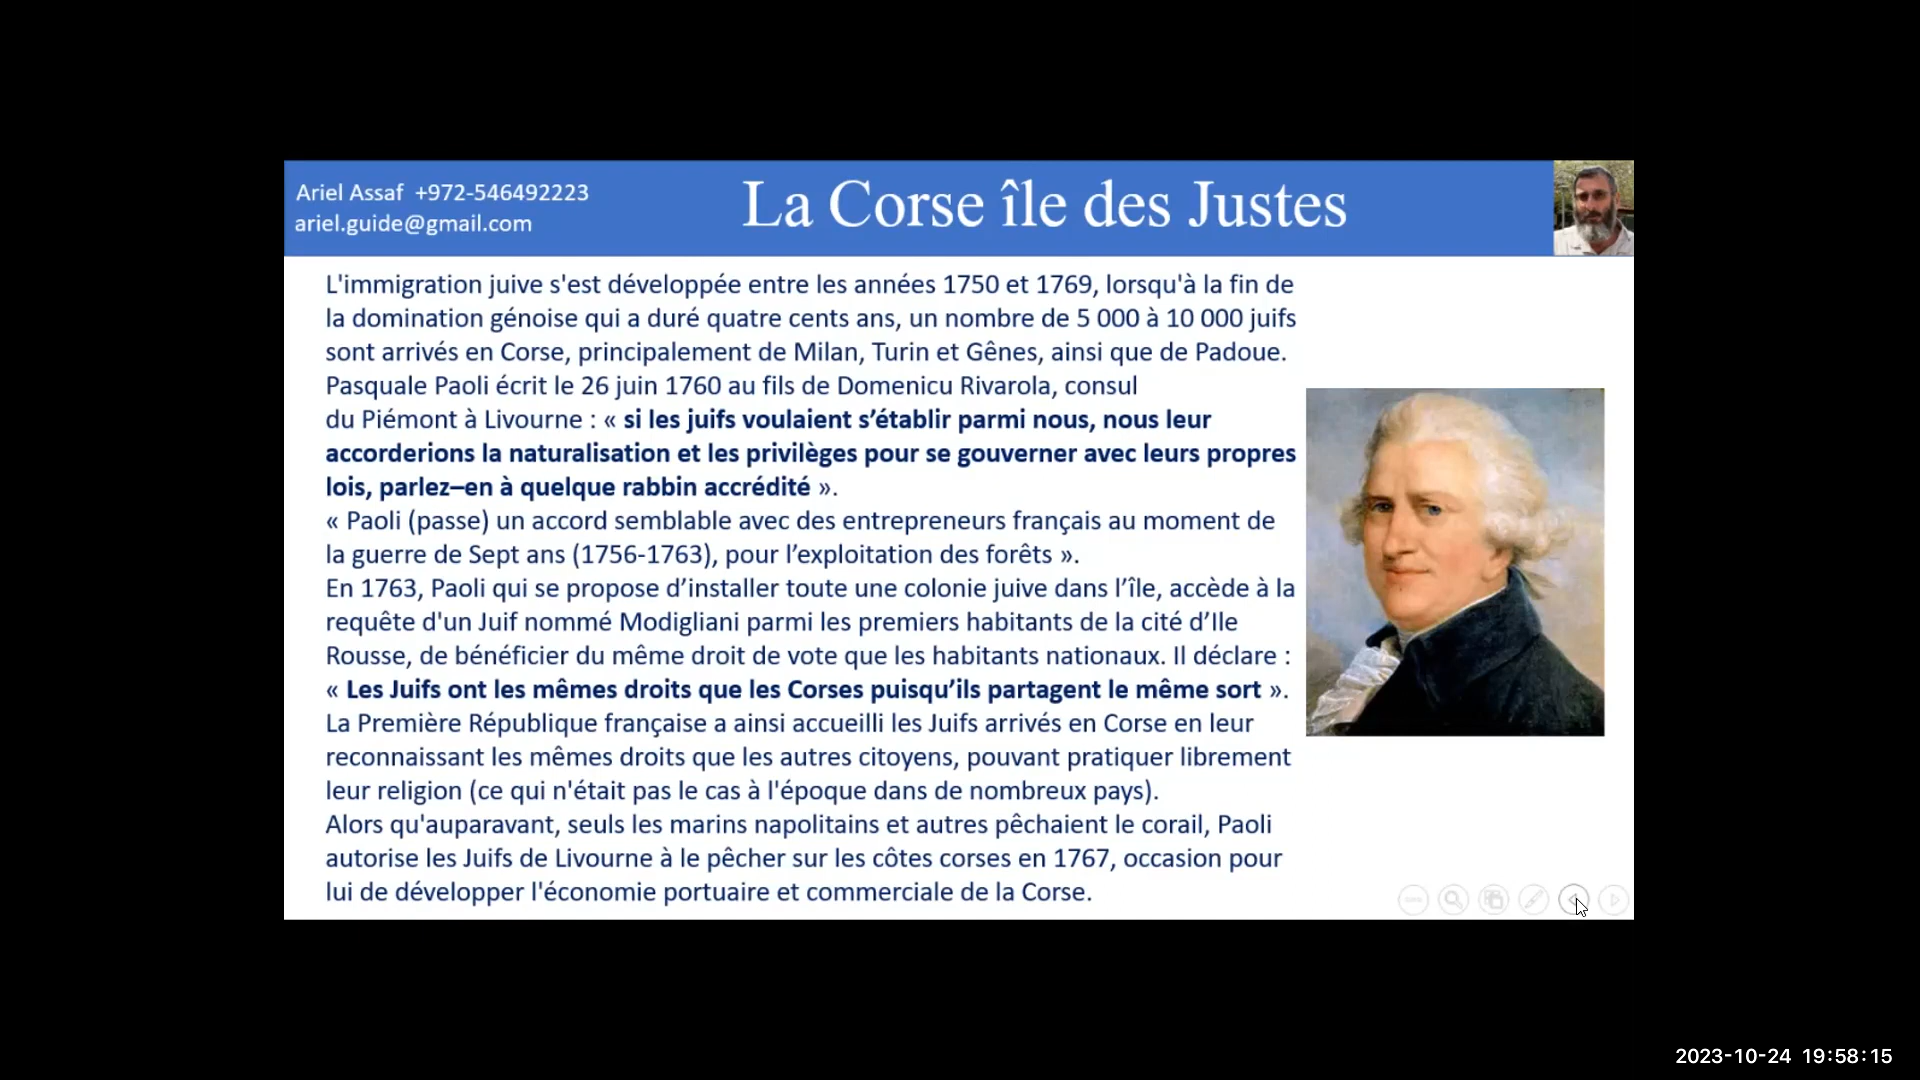 Ariel Assaf +972-546492223
ariel.guide@gmail.com
La Corse île des Justes
L'immigration juive s'est développée entre les années 1750 et 1769, lorsqu'à la fin de
la domination génoise qui a duré quatre cents ans, un nombre de 5 000 à 10 000 juifs
sont arrivés en Corse, principalement de Milan, Turin et Gênes, ainsi que de Padoue.
Pasquale Paoli écrit le 26 juin 1760 au fils de Domenicu Rivarola, consul
du Piémont à Livourne : « si les juifs voulaient s’établir parmi nous, nous leur
accorderions la naturalisation et les privilèges pour se gouverner avec leurs propres
lois, parlez–en à quelque rabbin accrédité ».
« Paoli (passe) un accord semblable avec des entrepreneurs français au moment de
la guerre de Sept ans (1756-1763), pour l’exploitation des forêts ».
En 1763, Paoli qui se propose d’installer toute une colonie juive dans l’île, accède à la
requête d'un Juif nommé Modigliani parmi les premiers habitants de la cité d’Ile
Rousse, de bénéficier du même droit de vote que les habitants nationaux. Il déclare :
« Les Juifs ont les mêmes droits que les Corses puisqu’ils partagent le même sort ».
La Première République française a ainsi accueilli les Juifs arrivés en Corse en leur
reconnaissant les mêmes droits que les autres citoyens, pouvant pratiquer librement
leur religion (ce qui n'était pas le cas à l'époque dans de nombreux pays).
Alors qu'auparavant, seuls les marins napolitains et autres pêchaient le corail, Paoli
autorise les Juifs de Livourne à le pêcher sur les côtes corses en 1767, occasion pour
lui de développer l'économie portuaire et commerciale de la Corse.
2023-10-24 19:58:15